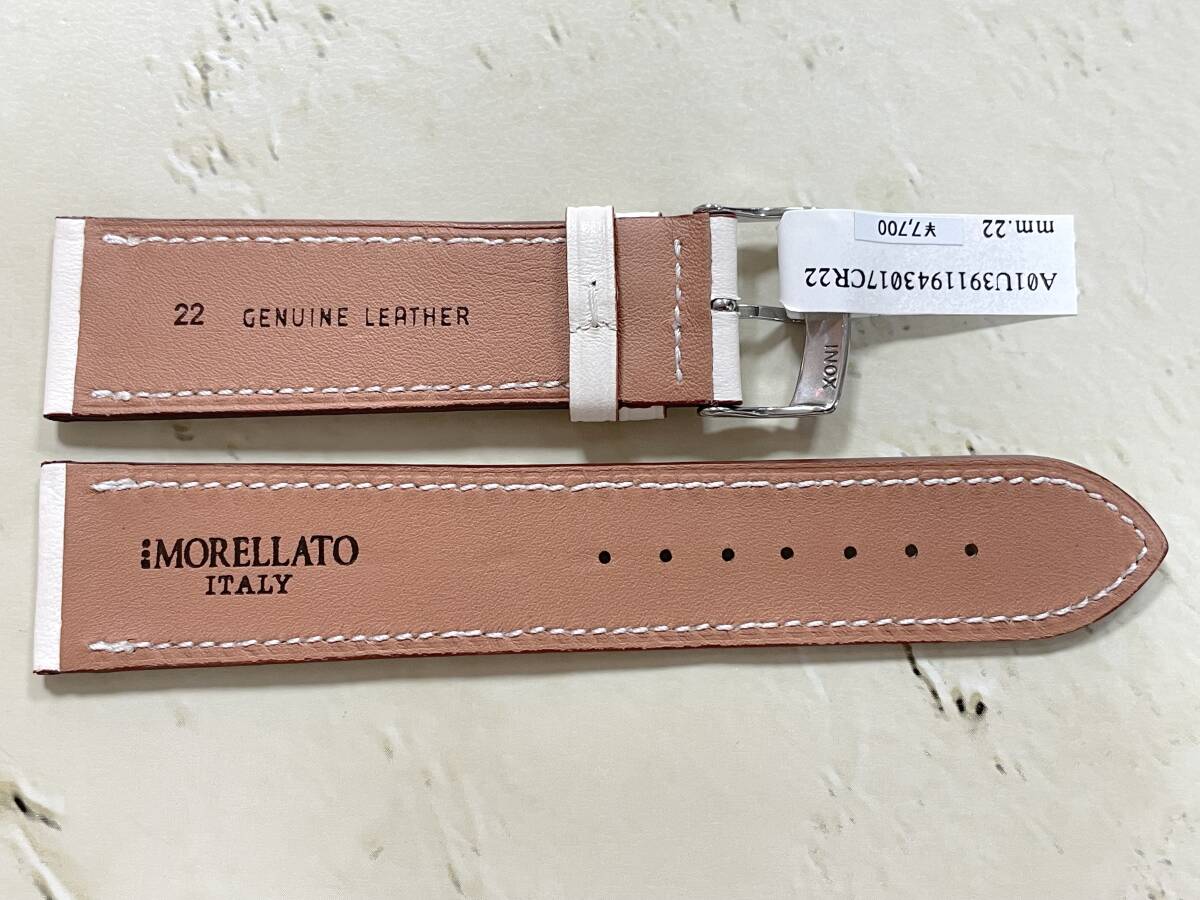 22 GENUINE LEATHER
A01U3911943017CR22
mm.22 ¥7,700
INOX
MORELLATO
ITALY